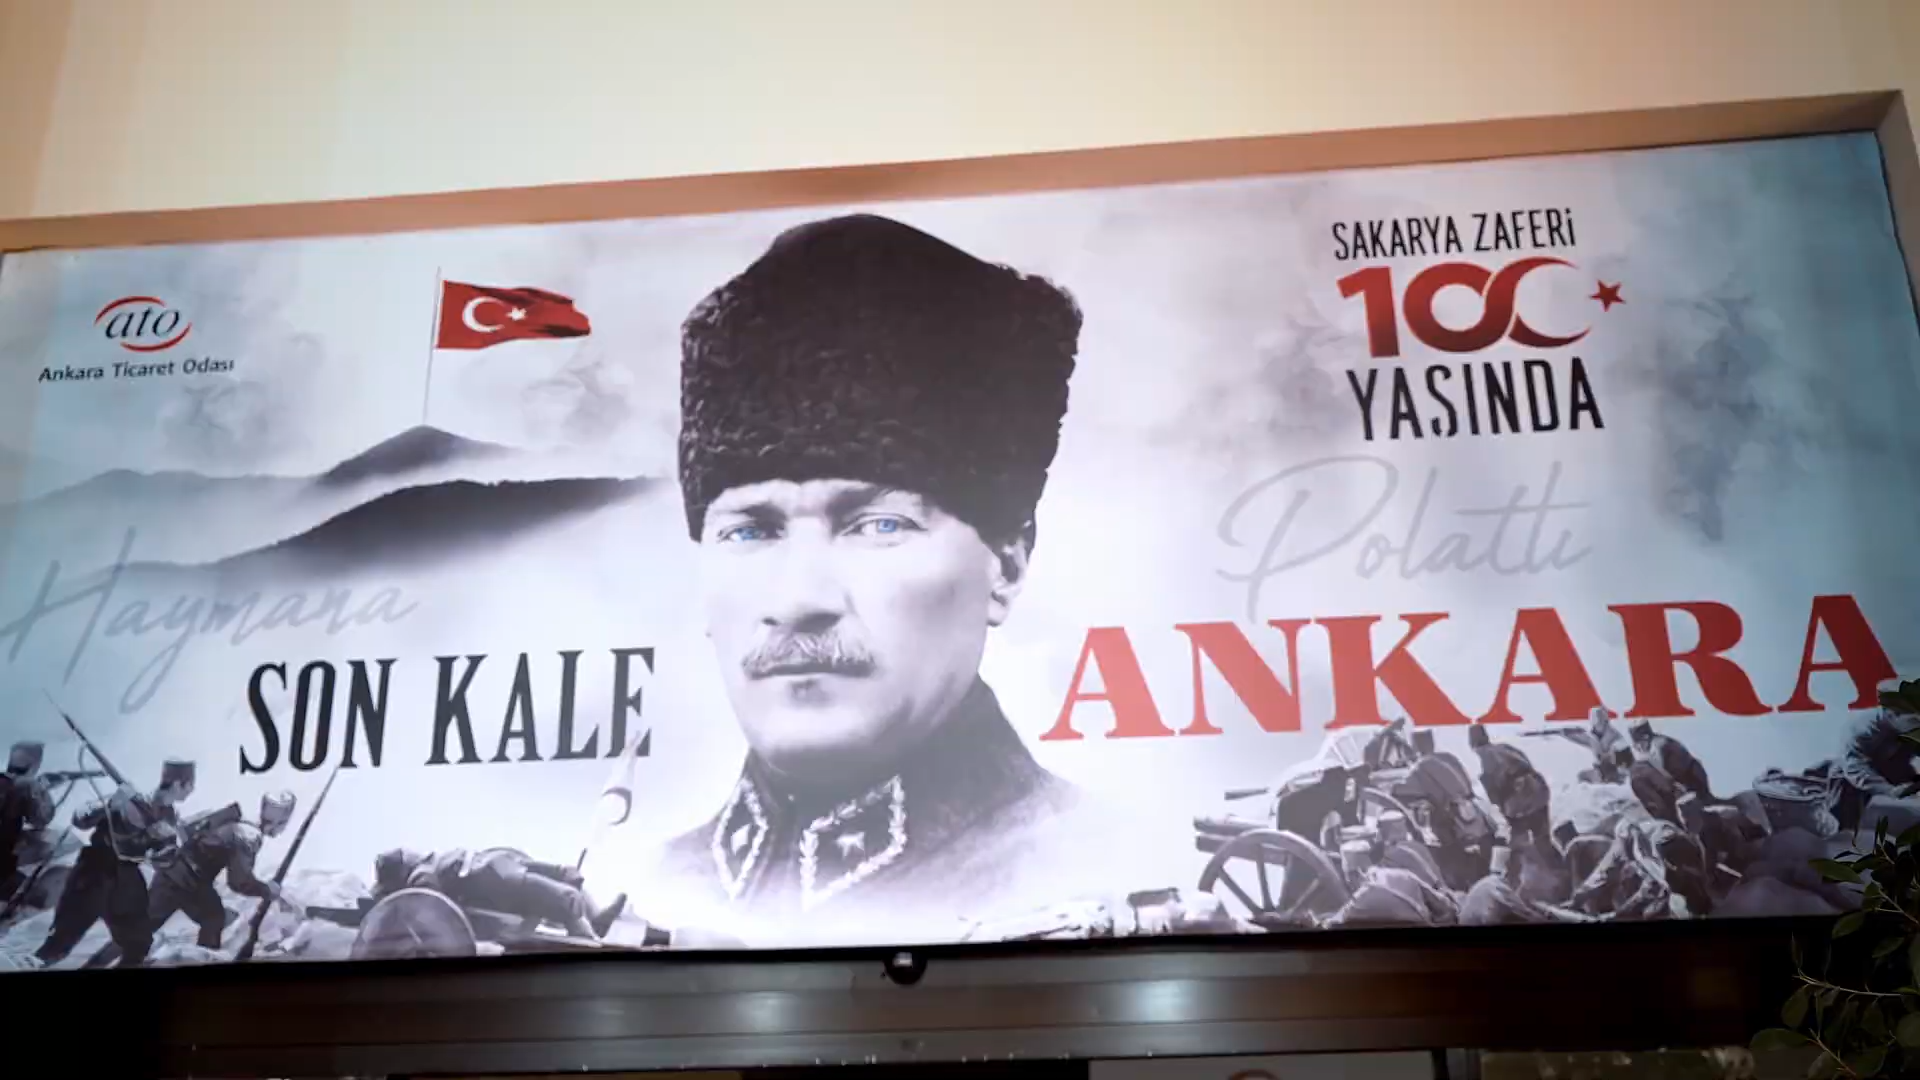 ato
Ankara Ticaret Odası
SAKARYA ZAFERİ
100
YAŞINDA
Haymana
Polatlı
SON KALE
ANKARA